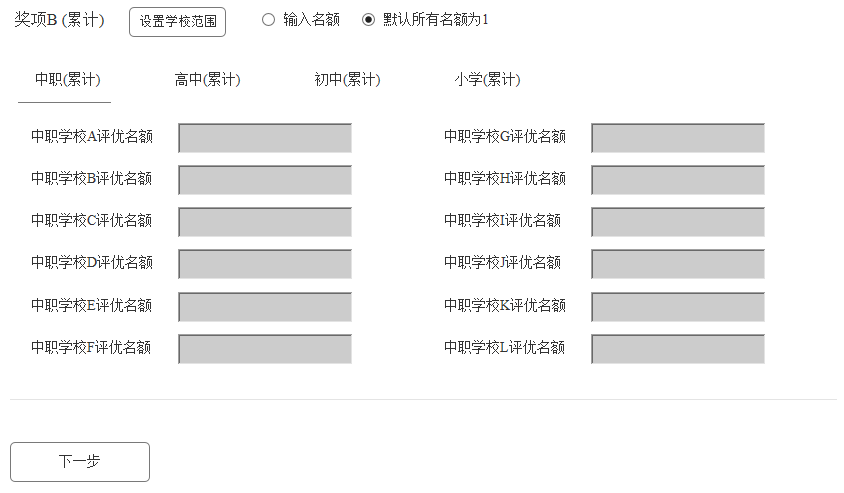 奖项B (累计) 设置学校范围 输入名额 默认所有名额为1
中职(累计) 高中(累计) 初中(累计) 小学(累计)
中职学校A评优名额 中职学校G评优名额
中职学校B评优名额 中职学校H评优名额
中职学校C评优名额 中职学校I评优名额
中职学校D评优名额 中职学校J评优名额
中职学校E评优名额 中职学校K评优名额
中职学校F评优名额 中职学校L评优名额
下一步